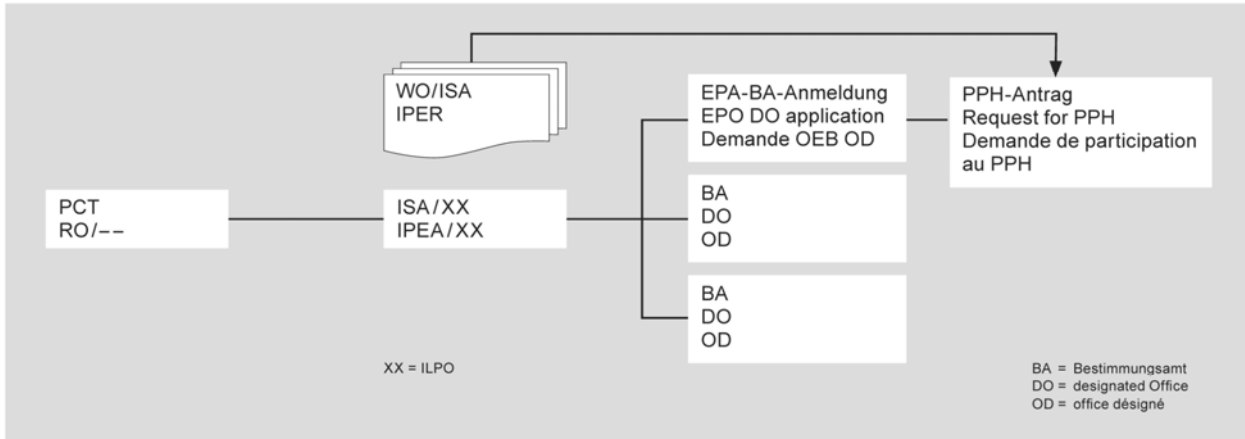 WO/ISA
IPER
EPA-BA-Anmeldung
EPO DO application
Demande OEB OD
PPH-Antrag
Request for PPH
Demande de participation
au PPH
PCT
RO/––
ISA/XX
IPEA/XX
BA
DO
OD
BA
DO
OD
XX = ILPO
BA = Bestimmungsamt
DO = designated Office
OD = office désigné